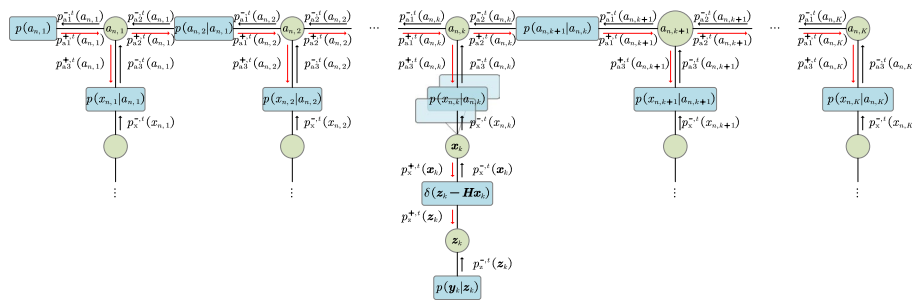 p_{a1}^{-,t}(a_{n,1}) p_{a2}^{-,t}(a_{n,1}) p_{a1}^{-,t}(a_{n,2}) p_{a2}^{-,t}(a_{n,2}) ... p_{a1}^{-,t}(a_{n,k}) p_{a2}^{-,t}(a_{n,k}) p_{a1}^{-,t}(a_{n,k+1}) p_{a2}^{-,t}(a_{n,k+1}) ... p_{a1}^{-,t}(a_{n,K})
p(a_{n,1}) a_{n,1} p(a_{n,2}|a_{n,1}) a_{n,2} a_{n,k} p(a_{n,k+1}|a_{n,k}) a_{n,k+1} a_{n,K}
p_{a1}^{+,t}(a_{n,1}) p_{a2}^{+,t}(a_{n,1}) p_{a1}^{+,t}(a_{n,2}) p_{a2}^{+,t}(a_{n,2}) p_{a1}^{+,t}(a_{n,k}) p_{a2}^{+,t}(a_{n,k}) p_{a1}^{+,t}(a_{n,k+1}) p_{a2}^{+,t}(a_{n,k+1}) p_{a1}^{+,t}(a_{n,K})
p_{a3}^{+,t}(a_{n,1}) p_{a3}^{-,t}(a_{n,1}) p_{a3}^{+,t}(a_{n,2}) p_{a3}^{-,t}(a_{n,2}) p_{a3}^{+,t}(a_{n,k}) p_{a3}^{-,t}(a_{n,k}) p_{a3}^{+,t}(a_{n,k+1}) p_{a3}^{-,t}(a_{n,k+1}) p_{a3}^{+,t}(a_{n,K}) p_{a3}^{-,t}(a_{n,K})
p(x_{n,1}|a_{n,1}) p(x_{n,2}|a_{n,2}) p(x_{n,k}|a_{n,k}) p(x_{n,k+1}|a_{n,k+1}) p(x_{n,K}|a_{n,K})
p_x^{-,t}(x_{n,1}) p_x^{-,t}(x_{n,2}) p_x^{-,t}(x_{n,k}) p_x^{-,t}(x_{n,k+1}) p_x^{-,t}(x_{n,K})
x_k
p_x^{+,t}(x_k) p_x^{-,t}(x_k)
δ(z_k − Hx_k)
p_z^{+,t}(z_k)
z_k
p_z^{-,t}(z_k)
p(y_k|z_k)